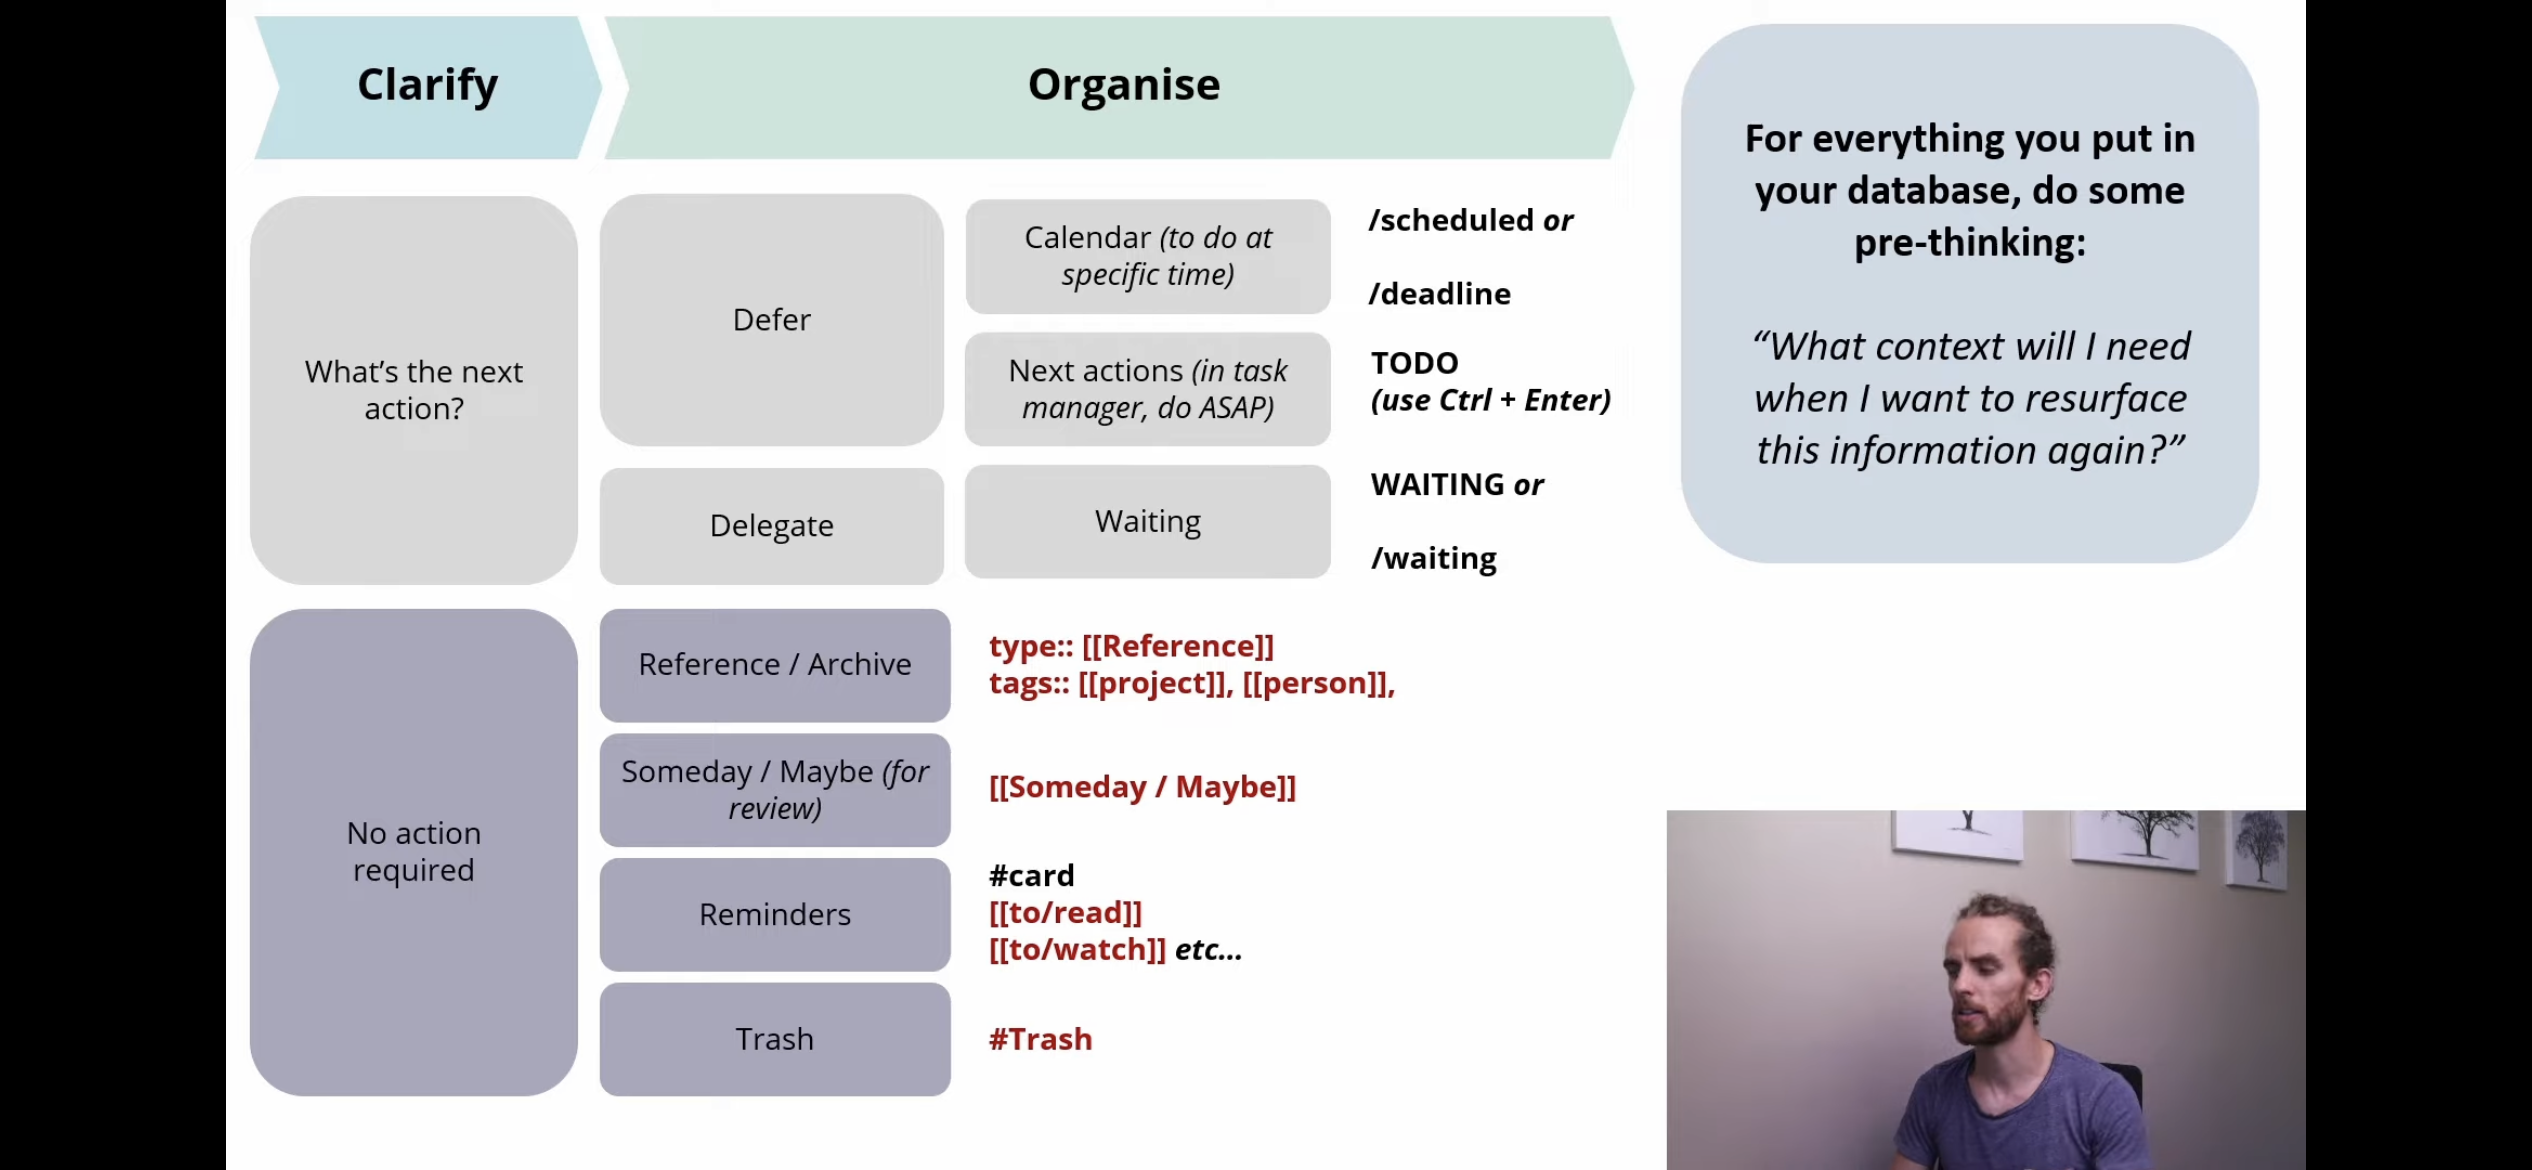 Clarify
Organise
What’s the next
action?
Defer
Calendar (to do at
specific time)
/scheduled or
/deadline
Next actions (in task
manager, do ASAP)
TODO
(use Ctrl + Enter)
Delegate
Waiting
WAITING or
/waiting
No action
required
Reference / Archive
type:: [[Reference]]
tags:: [[project]], [[person]],
Someday / Maybe (for
review)
[[Someday / Maybe]]
Reminders
#card
[[to/read]]
[[to/watch]] etc...
Trash
#Trash
For everything you put in
your database, do some
pre-thinking:
“What context will I need
when I want to resurface
this information again?”